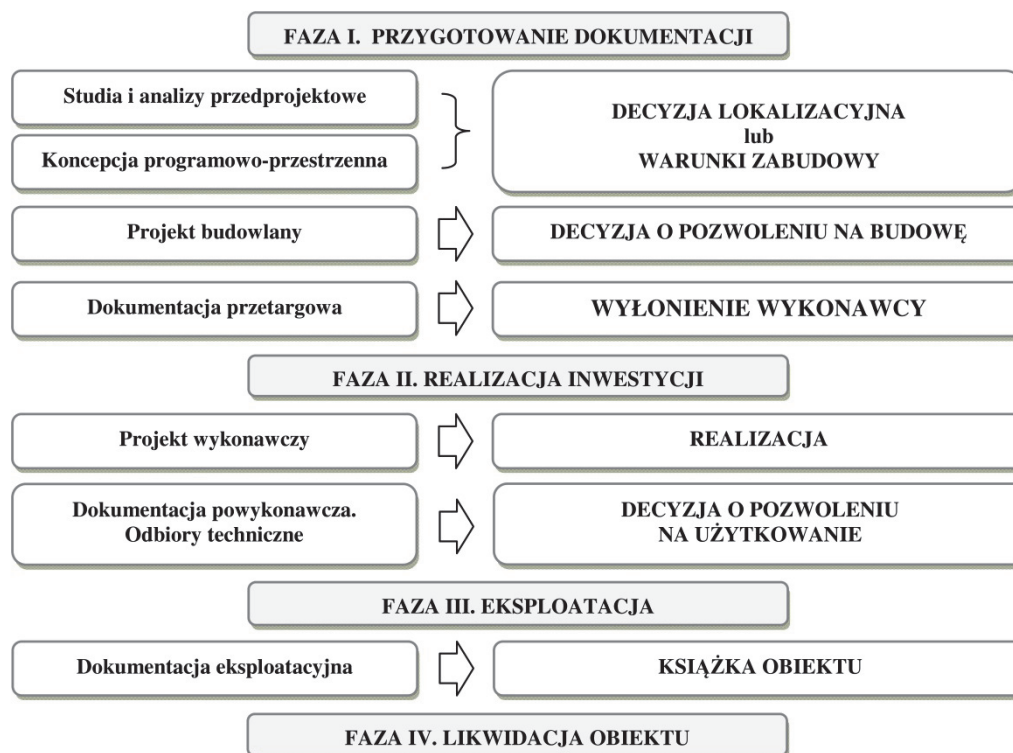 FAZA I. PRZYGOTOWANIE DOKUMENTACJI
Studia i analizy przedprojektowe
Koncepcja programowo-przestrzenna
DECYZJA LOKALIZACYJNA
lub
WARUNKI ZABUDOWY
Projekt budowlany
DECYZJA O POZWOLENIU NA BUDOWĘ
Dokumentacja przetargowa
WYŁONIENIE WYKONAWCY
FAZA II. REALIZACJA INWESTYCJI
Projekt wykonawczy
REALIZACJA
Dokumentacja powykonawcza.
Odbiory techniczne
DECYZJA O POZWOLENIU
NA UŻYTKOWANIE
FAZA III. EKSPLOATACJA
Dokumentacja eksploatacyjna
KSIĄŻKA OBIEKTU
FAZA IV. LIKWIDACJA OBIEKTU